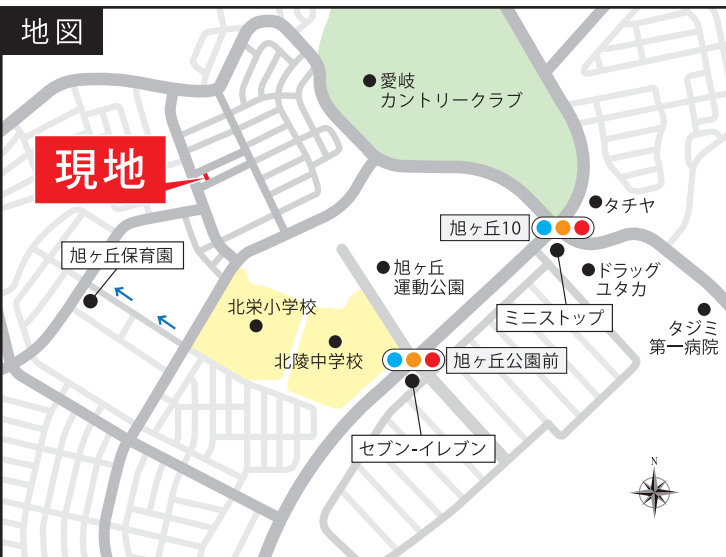 地図
愛岐
カントリークラブ
現地
タチヤ
旭ヶ丘10
旭ヶ丘保育園
旭ヶ丘
運動公園
ドラッグ
ユタカ
北栄小学校
ミニストップ
タジミ
第一病院
北陵中学校
旭ヶ丘公園前
セブン-イレブン
N